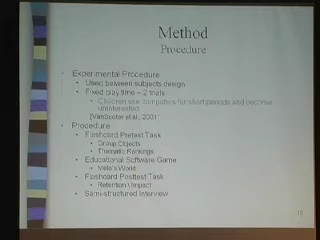 Method
Procedure
Experimental Procedure
Used between subjects design
Fixed play time – 2 trials
Children use computers for short periods and become
uninterested
(VanScoter et al., 2001)
Procedure
Flashcard Pretest Task
Group Objects
Thematic Rankings
Educational Software Game
World
Flashcard Posttest Task
Retention \ Impact
Semi-structured Interview